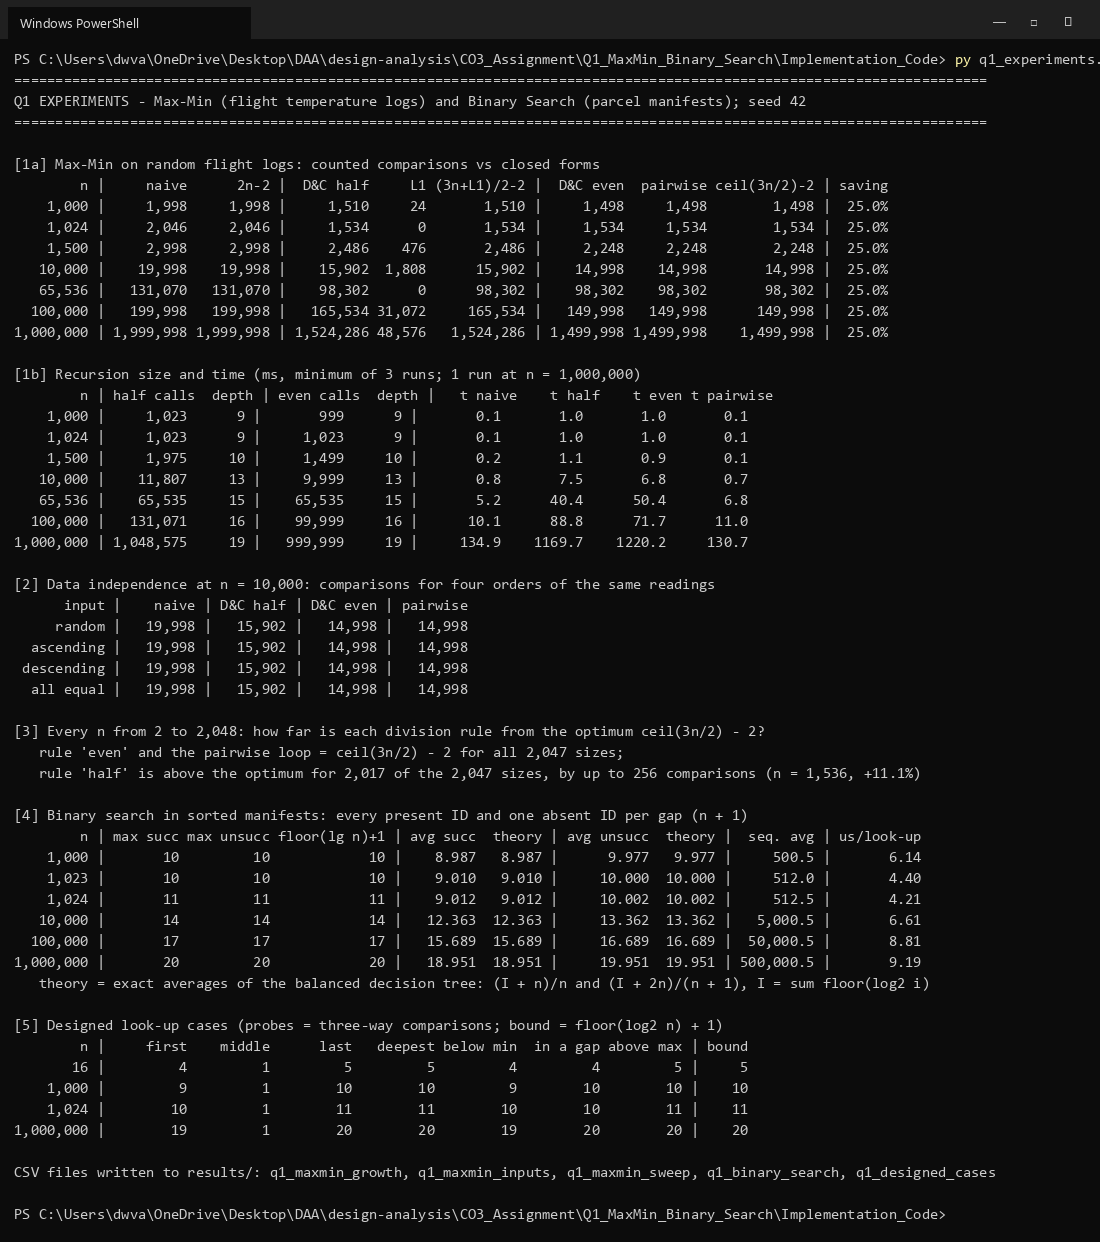 Windows PowerShell
PS C:\Users\dwva\OneDrive\Desktop\DAA\design-analysis\CO3_Assignment\Q1_MaxMin_Binary_Search\Implementation_Code> py q1_experiments.
======================================================================================================================
Q1 EXPERIMENTS - Max-Min (flight temperature logs) and Binary Search (parcel manifests); seed 42
======================================================================================================================

[1a] Max-Min on random flight logs: counted comparisons vs closed forms
        n |     naive      2n-2 |  D&C half     L1 (3n+L1)/2-2 |  D&C even  pairwise ceil(3n/2)-2 | saving
    1,000 |     1,998     1,998 |     1,510     24       1,510 |     1,498     1,498        1,498 |  25.0%
    1,024 |     2,046     2,046 |     1,534      0       1,534 |     1,534     1,534        1,534 |  25.0%
    1,500 |     2,998     2,998 |     2,486    476       2,486 |     2,248     2,248        2,248 |  25.0%
   10,000 |    19,998    19,998 |    15,902  1,808      15,902 |    14,998    14,998       14,998 |  25.0%
   65,536 |   131,070   131,070 |    98,302      0      98,302 |    98,302    98,302       98,302 |  25.0%
  100,000 |   199,998   199,998 |   165,534 31,072     165,534 |   149,998   149,998      149,998 |  25.0%
1,000,000 | 1,999,998 1,999,998 | 1,524,286 48,576   1,524,286 | 1,499,998 1,499,998    1,499,998 |  25.0%

[1b] Recursion size and time (ms, minimum of 3 runs; 1 run at n = 1,000,000)
        n | half calls  depth | even calls  depth |   t naive    t half    t even t pairwise
    1,000 |     1,023      9 |       999      9 |       0.1       1.0       1.0       0.1
    1,024 |     1,023      9 |     1,023      9 |       0.1       1.0       1.0       0.1
    1,500 |     1,975     10 |     1,499     10 |       0.2       1.1       0.9       0.1
   10,000 |    11,807     13 |     9,999     13 |       0.8       7.5       6.8       0.7
   65,536 |    65,535     15 |    65,535     15 |       5.2      40.4      50.4       6.8
  100,000 |   131,071     16 |    99,999     16 |      10.1      88.8      71.7      11.0
1,000,000 | 1,048,575     19 |   999,999     19 |     134.9    1169.7    1220.2     130.7

[2] Data independence at n = 10,000: comparisons for four orders of the same readings
      input |    naive | D&C half | D&C even | pairwise
     random |   19,998 |   15,902 |   14,998 |   14,998
  ascending |   19,998 |   15,902 |   14,998 |   14,998
 descending |   19,998 |   15,902 |   14,998 |   14,998
  all equal |   19,998 |   15,902 |   14,998 |   14,998

[3] Every n from 2 to 2,048: how far is each division rule from the optimum ceil(3n/2) - 2?
   rule 'even' and the pairwise loop = ceil(3n/2) - 2 for all 2,047 sizes;
   rule 'half' is above the optimum for 2,017 of the 2,047 sizes, by up to 256 comparisons (n = 1,536, +11.1%)

[4] Binary search in sorted manifests: every present ID and one absent ID per gap (n + 1)
        n | max succ max unsucc floor(lg n)+1 | avg succ  theory | avg unsucc  theory |  seq. avg | us/look-up
    1,000 |       10         10            10 |    8.987   8.987 |      9.977   9.977 |     500.5 |       6.14
    1,023 |       10         10            10 |    9.010   9.010 |     10.000  10.000 |     512.0 |       4.40
    1,024 |       11         11            11 |    9.012   9.012 |     10.002  10.002 |     512.5 |       4.21
   10,000 |       14         14            14 |   12.363  12.363 |     13.362  13.362 |   5,000.5 |       6.61
  100,000 |       17         17            17 |   15.689  15.689 |     16.689  16.689 |  50,000.5 |       8.81
1,000,000 |       20         20            20 |   18.951  18.951 |     19.951  19.951 | 500,000.5 |       9.19
   theory = exact averages of the balanced decision tree: (I + n)/n and (I + 2n)/(n + 1), I = sum floor(log2 i)

[5] Designed look-up cases (probes = three-way comparisons; bound = floor(log2 n) + 1)
        n |     first    middle      last   deepest below min  in a gap above max | bound
       16 |         4         1         5         5         4         4         5 |     5
    1,000 |         9         1        10        10         9        10        10 |    10
    1,024 |        10         1        11        11        10        10        11 |    11
1,000,000 |        19         1        20        20        19        20        20 |    20

CSV files written to results/: q1_maxmin_growth, q1_maxmin_inputs, q1_maxmin_sweep, q1_binary_search, q1_designed_cases

PS C:\Users\dwva\OneDrive\Desktop\DAA\design-analysis\CO3_Assignment\Q1_MaxMin_Binary_Search\Implementation_Code>